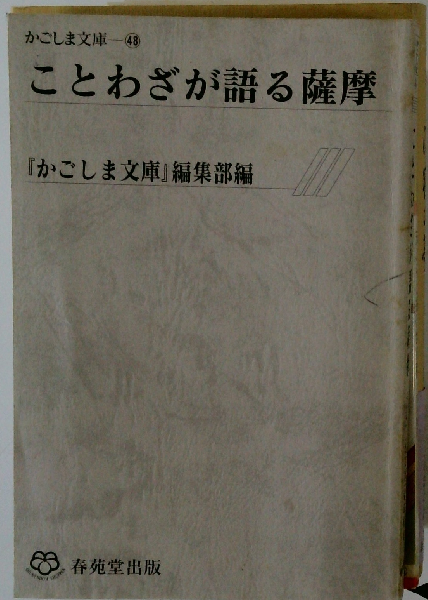 かごしま文庫—㊽
ことわざが語る薩摩
『かごしま文庫』編集部編
春苑堂出版